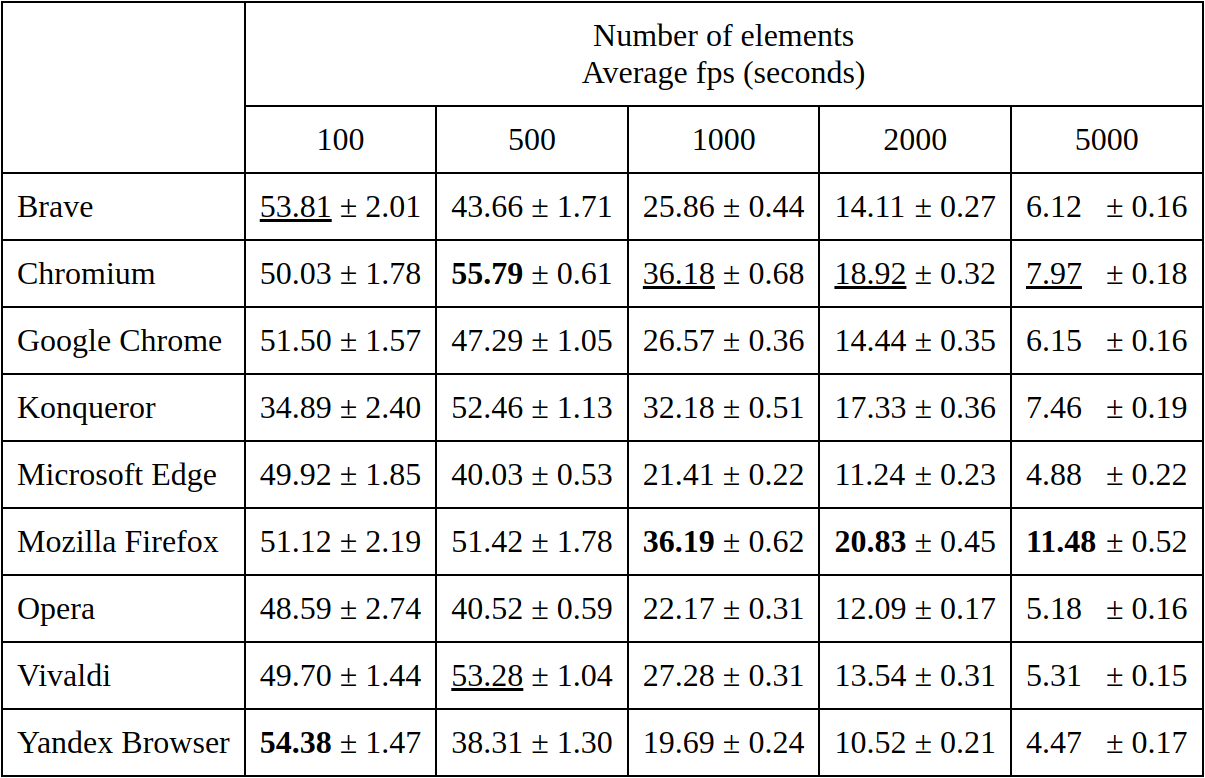 Number of elements
Average fps (seconds)
100 500 1000 2000 5000
Brave 53.81 ± 2.01 43.66 ± 1.71 25.86 ± 0.44 14.11 ± 0.27 6.12 ± 0.16
Chromium 50.03 ± 1.78 55.79 ± 0.61 36.18 ± 0.68 18.92 ± 0.32 7.97 ± 0.18
Google Chrome 51.50 ± 1.57 47.29 ± 1.05 26.57 ± 0.36 14.44 ± 0.35 6.15 ± 0.16
Konqueror 34.89 ± 2.40 52.46 ± 1.13 32.18 ± 0.51 17.33 ± 0.36 7.46 ± 0.19
Microsoft Edge 49.92 ± 1.85 40.03 ± 0.53 21.41 ± 0.22 11.24 ± 0.23 4.88 ± 0.22
Mozilla Firefox 51.12 ± 2.19 51.42 ± 1.78 36.19 ± 0.62 20.83 ± 0.45 11.48 ± 0.52
Opera 48.59 ± 2.74 40.52 ± 0.59 22.17 ± 0.31 12.09 ± 0.17 5.18 ± 0.16
Vivaldi 49.70 ± 1.44 53.28 ± 1.04 27.28 ± 0.31 13.54 ± 0.31 5.31 ± 0.15
Yandex Browser 54.38 ± 1.47 38.31 ± 1.30 19.69 ± 0.24 10.52 ± 0.21 4.47 ± 0.17